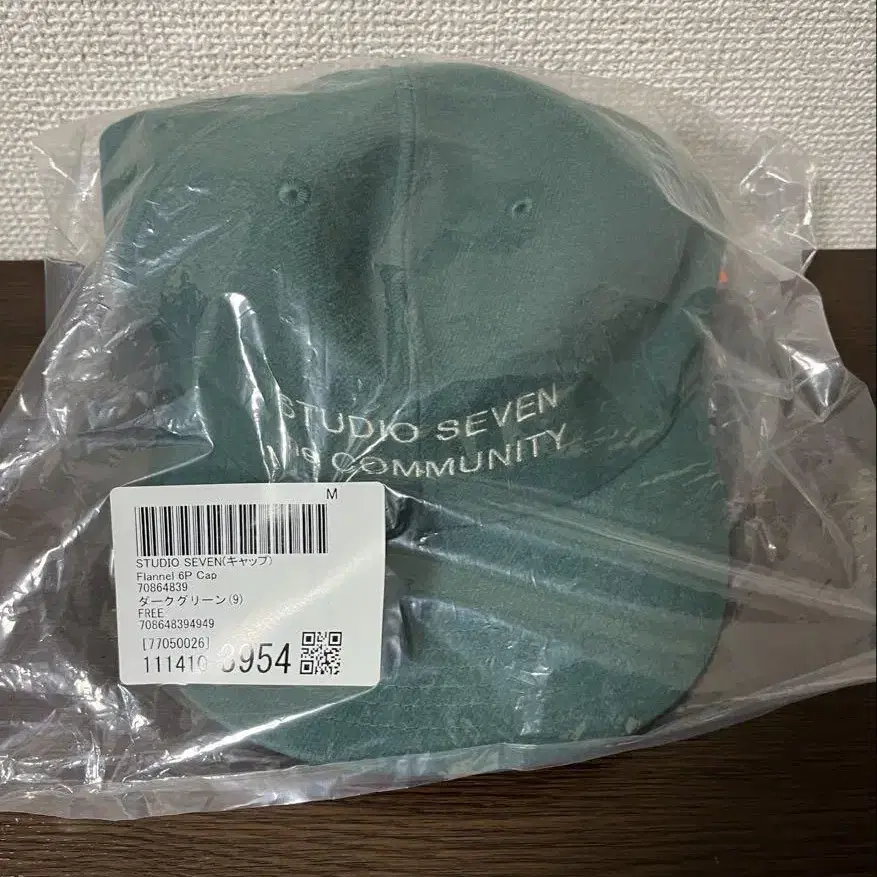 STUDIO SEVEN
COMMUNITY
M
STUDIO SEVEN(キャップ)
Flannel 6P Cap
70864839
ダークグリーン(9)
FREE
708648394949
[77050026]
111410 3954